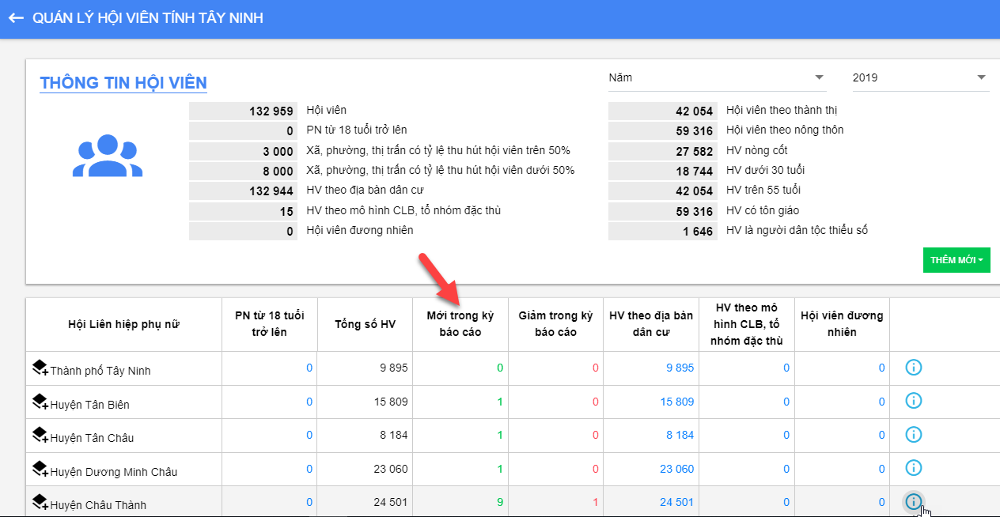 QUẢN LÝ HỘI VIÊN TỈNH TÂY NINH
THÔNG TIN HỘI VIÊN
Năm
2019
132 959 Hội viên
0 PN từ 18 tuổi trở lên
3 000 Xã, phường, thị trấn có tỷ lệ thu hút hội viên trên 50%
8 000 Xã, phường, thị trấn có tỷ lệ thu hút hội viên dưới 50%
132 944 HV theo địa bàn dân cư
15 HV theo mô hình CLB, tổ nhóm đặc thù
0 Hội viên đương nhiên
42 054 Hội viên theo thành thị
59 316 Hội viên theo nông thôn
27 582 HV nòng cốt
18 744 HV dưới 30 tuổi
42 054 HV trên 55 tuổi
59 316 HV có tôn giáo
1 646 HV là người dân tộc thiểu số
THÊM MỚI
Hội Liên hiệp phụ nữ
PN từ 18 tuổi
trở lên
Tổng số HV
Mới trong kỳ
báo cáo
Giảm trong kỳ
báo cáo
HV theo địa bàn
dân cư
HV theo mô
hình CLB, tổ
nhóm đặc thù
Hội viên đương
nhiên
Thành phố Tây Ninh 0 9 895 0 0 9 895 0 0
Huyện Tân Biên 0 15 809 1 0 15 809 0 0
Huyện Tân Châu 0 8 184 1 0 8 184 0 0
Huyện Dương Minh Châu 0 23 060 1 0 23 060 0 0
Huyện Châu Thành 0 24 501 9 1 24 501 0 0